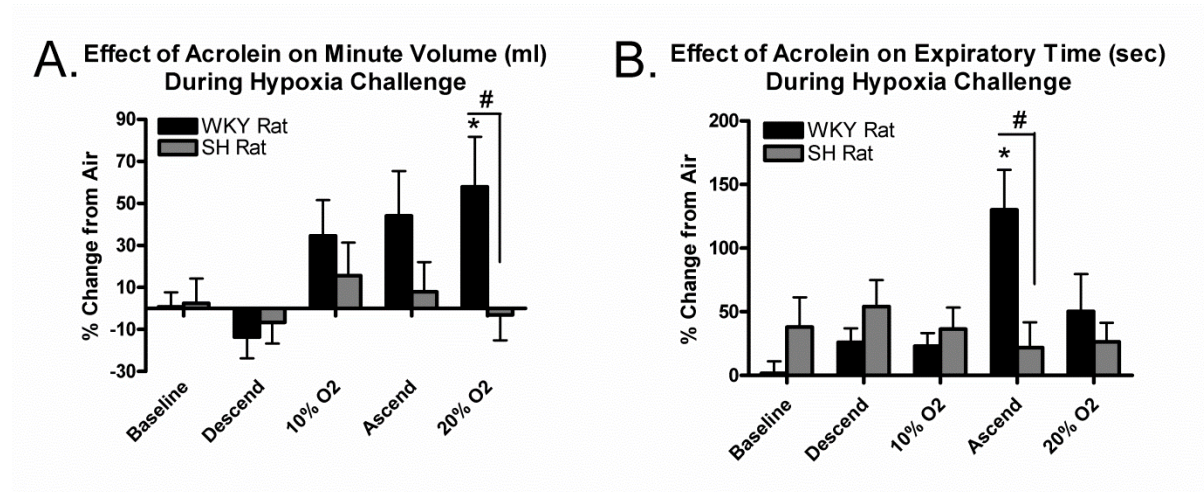 A. Effect of Acrolein on Minute Volume (ml)
During Hypoxia Challenge
#
*
WKY Rat
SH Rat
90
70
50
30
10
-10
-30
% Change from Air
Baseline
Descend
10% O2
Ascend
20% O2
B. Effect of Acrolein on Expiratory Time (sec)
During Hypoxia Challenge
#
*
WKY Rat
SH Rat
200
150
100
50
0
% Change from Air
Baseline
Descend
10% O2
Ascend
20% O2